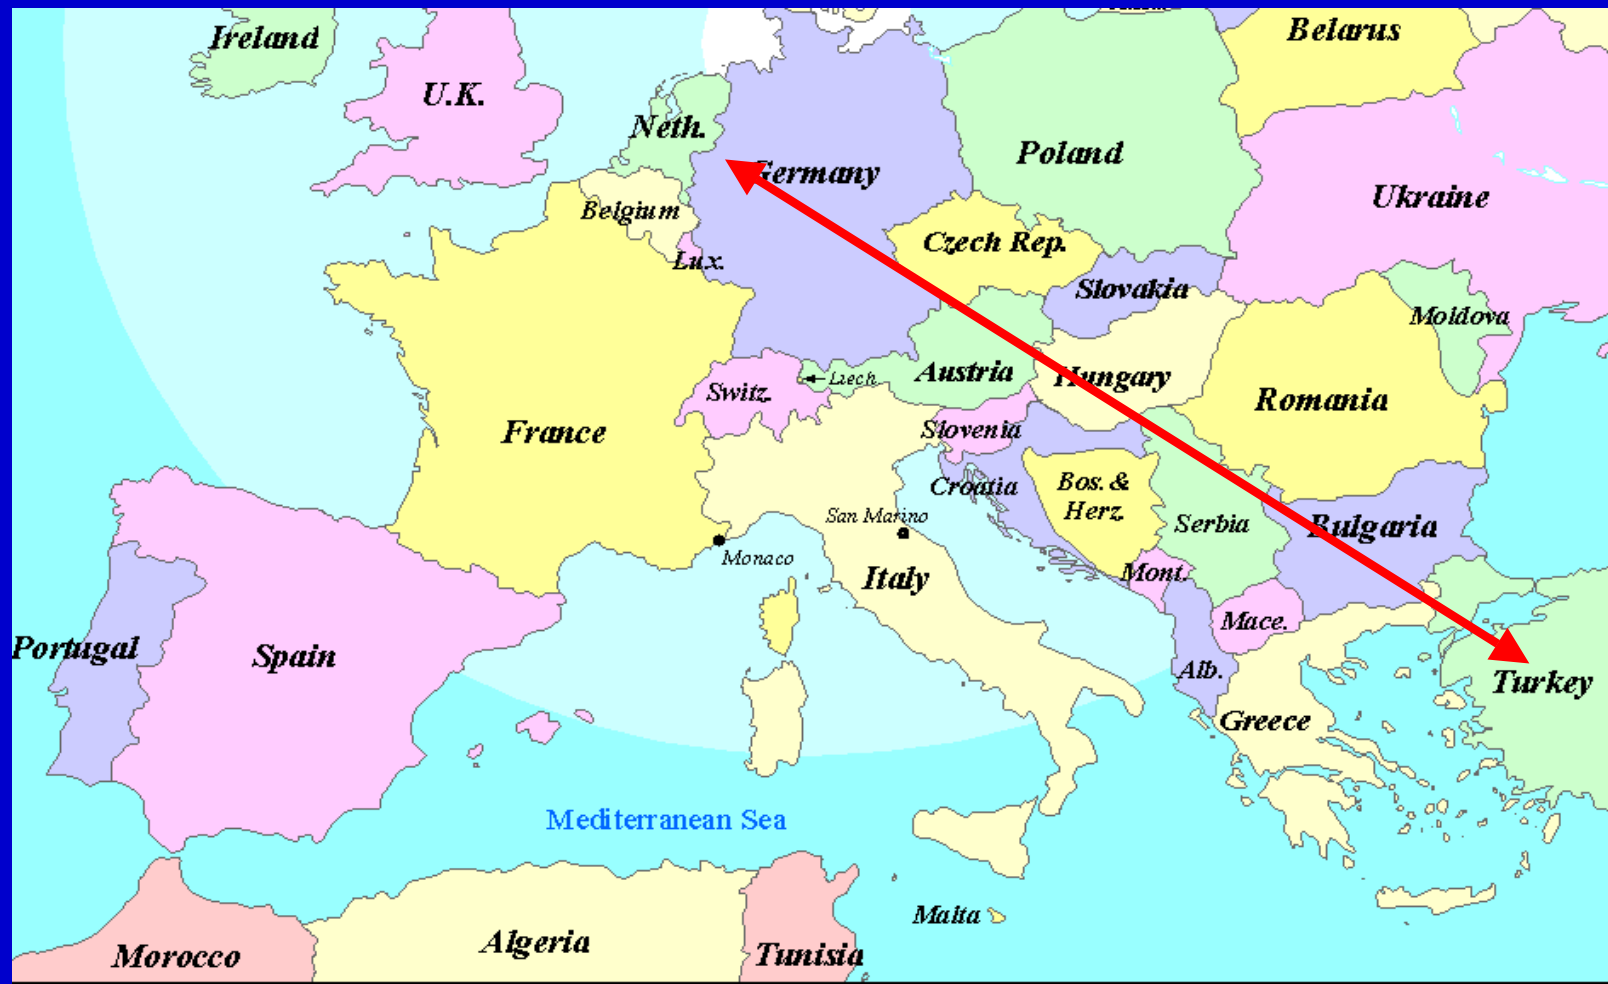 Ireland
Belarus
U.K.
Neth.
Poland
Germany
Ukraine
Belgium
Czech Rep.
Lux.
Slovakia
Moldova
Austria
Liech
Hungary
Switz.
Romania
France
Slovenia
Croatia
Bos. &
Herz.
San Marino
Serbia
Bulgaria
Monaco
Mont.
Italy
Mace.
Portugal
Spain
Alb.
Turkey
Greece
Mediterranean Sea
Malta
Algeria
Morocco
Tunisia